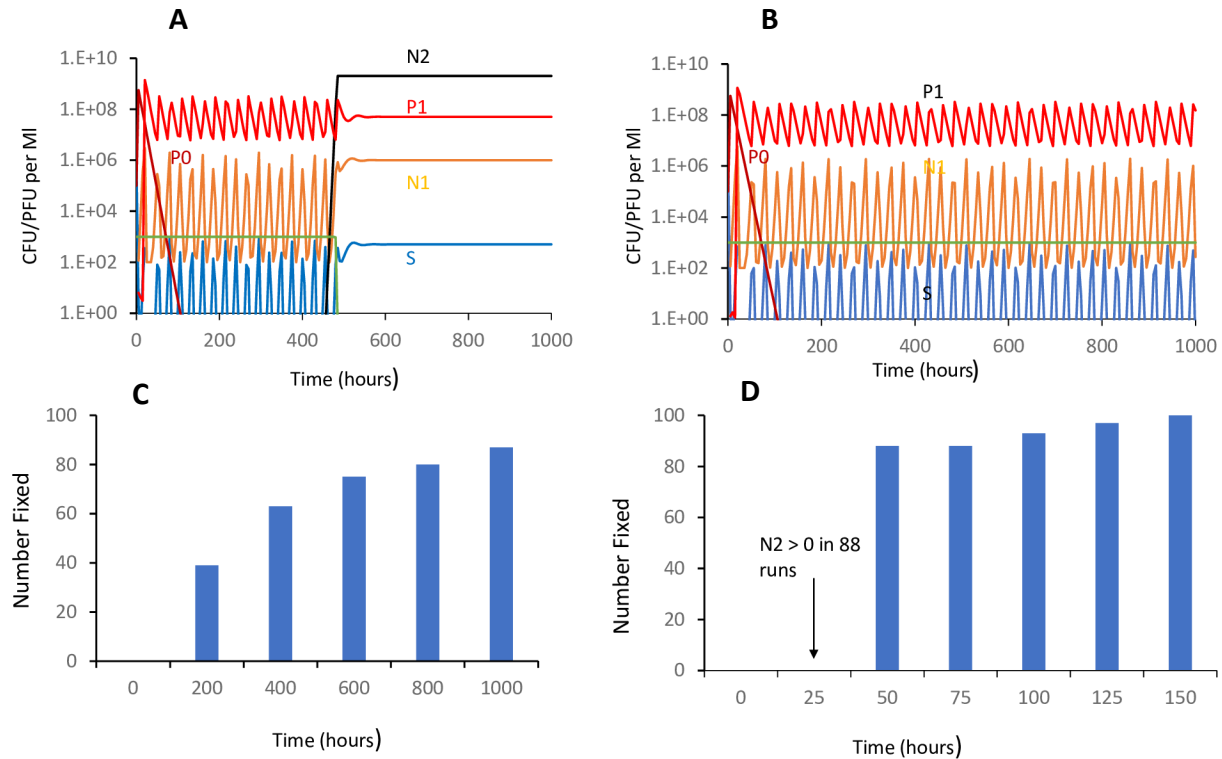 A
1.E+10
1.E+08
1.E+06
1.E+04
1.E+02
1.E+00
CFU/PFU per Ml
N2
P1
P0
N1
S
0 200 400 600 800 1000
Time (hours)
B
1.E+10
1.E+08
1.E+06
1.E+04
1.E+02
1.E+00
CFU/PFU per Ml
P1
P0
N1
S
0 200 400 600 800 1000
Time (hours)
C
100
80
60
40
20
0
Number Fixed
0 200 400 600 800 1000
Time (hours)
D
100
80
60
40
20
0
Number Fixed
N2 > 0 in 88
runs
0 25 50 75 100 125 150
Time (hours)